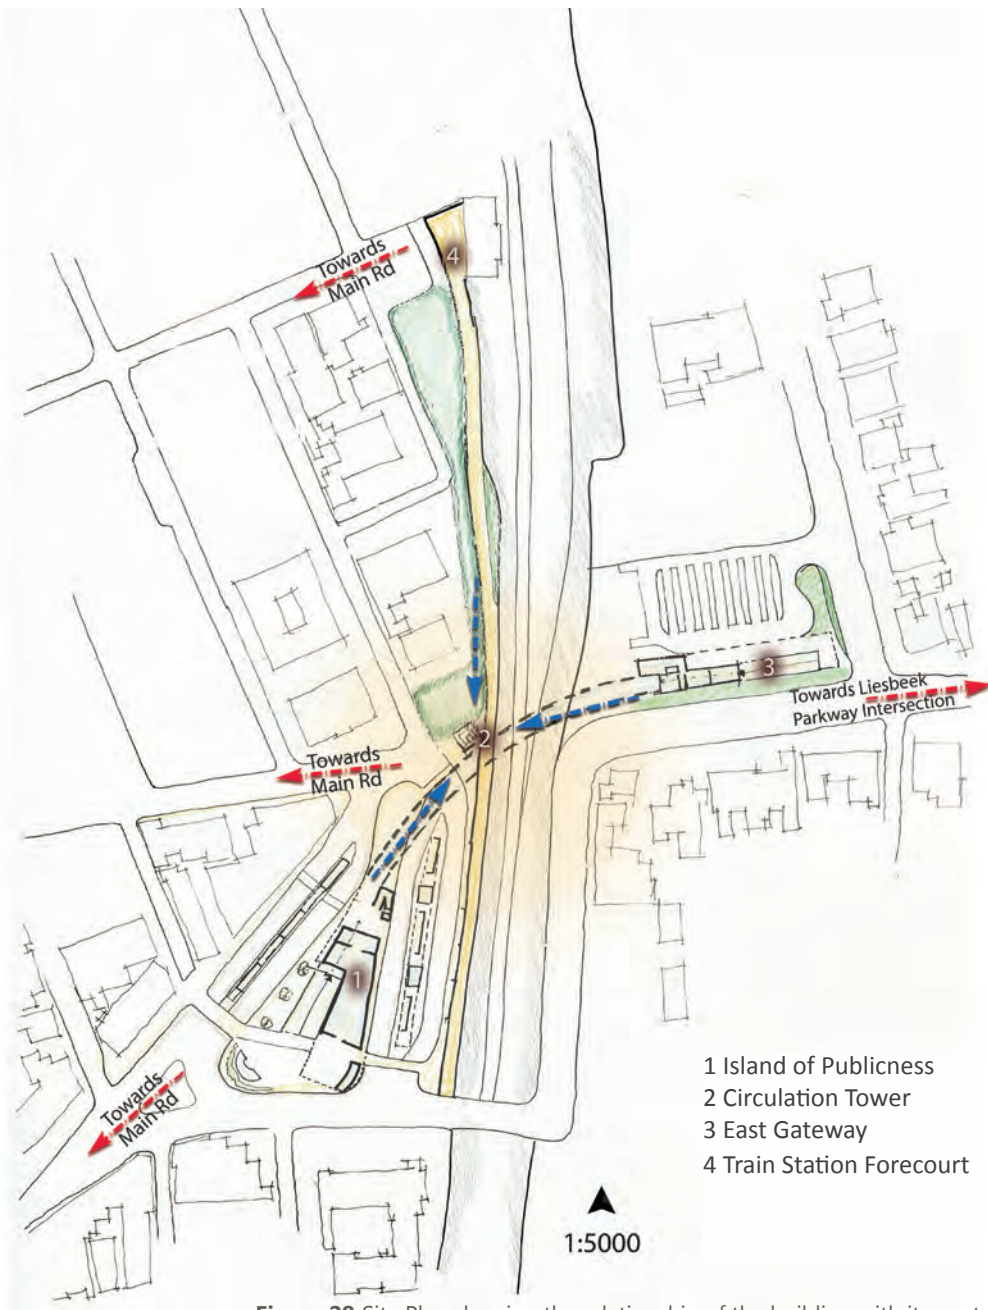 4
Towards
Main Rd
3
Towards Liesbeek
Parkway Intersection
2
Towards
Main Rd
1
Towards
Main Rd
1 Island of Publicness
2 Circulation Tower
3 East Gateway
4 Train Station Forecourt
1:5000